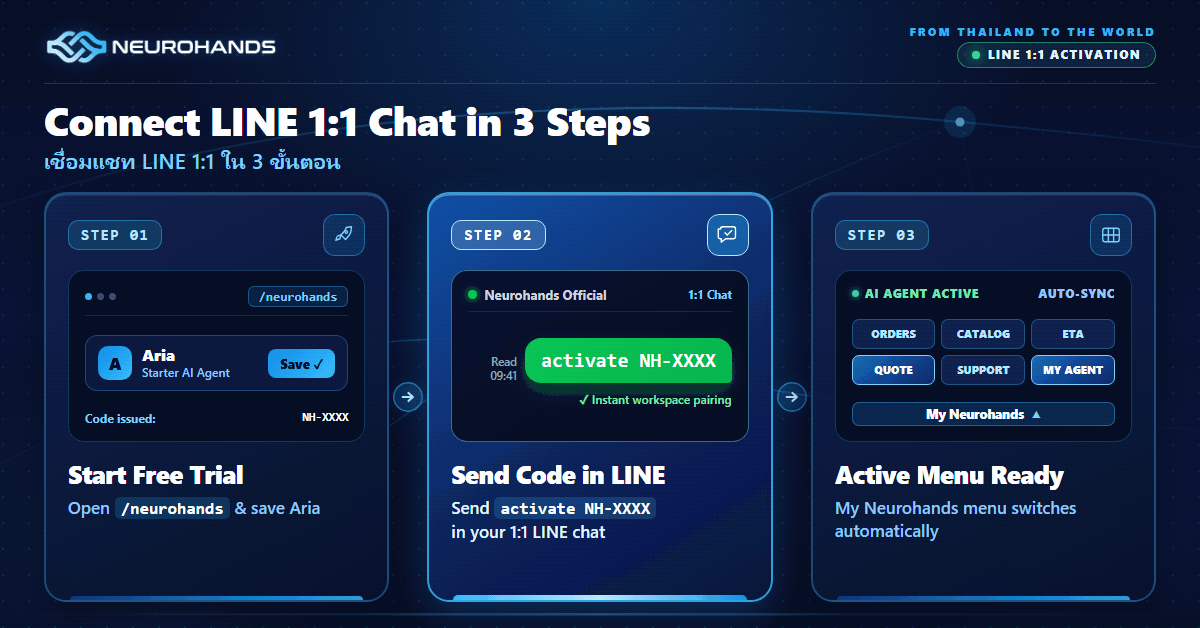 NEUROHANDS
FROM THAILAND TO THE WORLD
LINE 1:1 ACTIVATION
Connect LINE 1:1 Chat in 3 Steps
เชื่อมแชท LINE 1:1 ใน 3 ขั้นตอน
STEP 01
/neurohands
A
Aria
Starter AI Agent
Save ✓
Code issued:
NH-XXXX
Start Free Trial
Open /neurohands & save Aria
STEP 02
Neurohands Official
1:1 Chat
Read
09:41
activate NH-XXXX
✓ Instant workspace pairing
Send Code in LINE
Send activate NH-XXXX
in your 1:1 LINE chat
STEP 03
AI AGENT ACTIVE
AUTO-SYNC
ORDERS
CATALOG
ETA
QUOTE
SUPPORT
MY AGENT
My Neurohands ▲
Active Menu Ready
My Neurohands menu switches
automatically